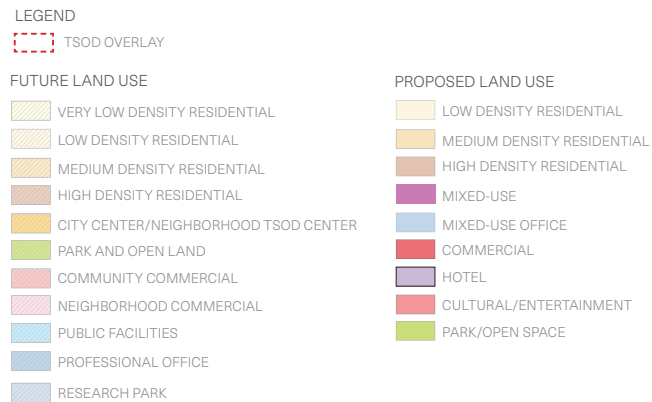 LEGEND
TSOD OVERLAY
FUTURE LAND USE
VERY LOW DENSITY RESIDENTIAL
LOW DENSITY RESIDENTIAL
MEDIUM DENSITY RESIDENTIAL
HIGH DENSITY RESIDENTIAL
CITY CENTER/NEIGHBORHOOD TSOD CENTER
PARK AND OPEN LAND
COMMUNITY COMMERCIAL
NEIGHBORHOOD COMMERCIAL
PUBLIC FACILITIES
PROFESSIONAL OFFICE
RESEARCH PARK
PROPOSED LAND USE
LOW DENSITY RESIDENTIAL
MEDIUM DENSITY RESIDENTIAL
HIGH DENSITY RESIDENTIAL
MIXED-USE
MIXED-USE OFFICE
COMMERCIAL
HOTEL
CULTURAL/ENTERTAINMENT
PARK/OPEN SPACE